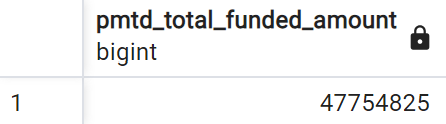 pmtd_total_funded_amount
bigint
1 47754825